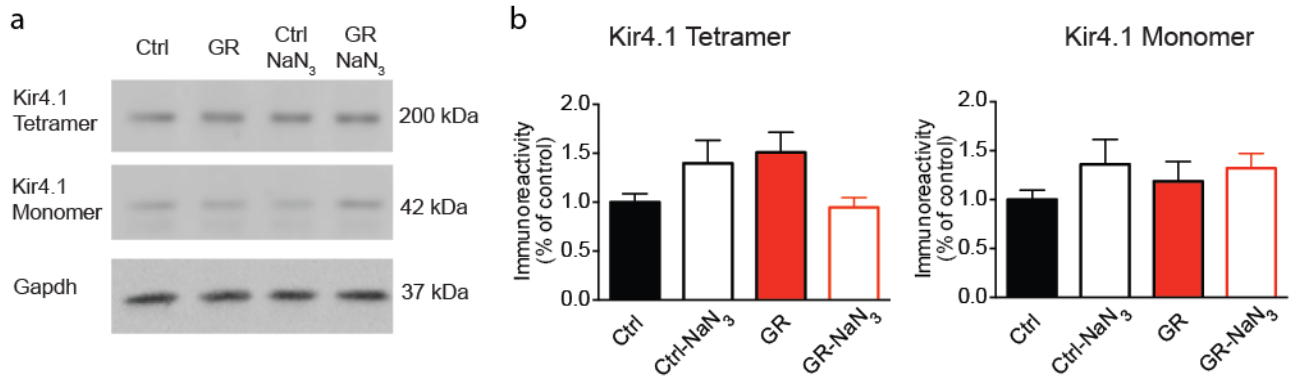 a
Ctrl GR Ctrl NaN₃ GR NaN₃
Kir4.1
Tetramer
200 kDa
Kir4.1
Monomer
42 kDa
Gapdh
37 kDa
b
Kir4.1 Tetramer
Immunoreactivity
(% of control)
2.0
1.5
1.0
0.5
0.0
Ctrl
Ctrl-NaN₃
GR
GR-NaN₃
Kir4.1 Monomer
Immunoreactivity
(% of control)
2.0
1.5
1.0
0.5
0.0
Ctrl
Ctrl-NaN₃
GR
GR-NaN₃